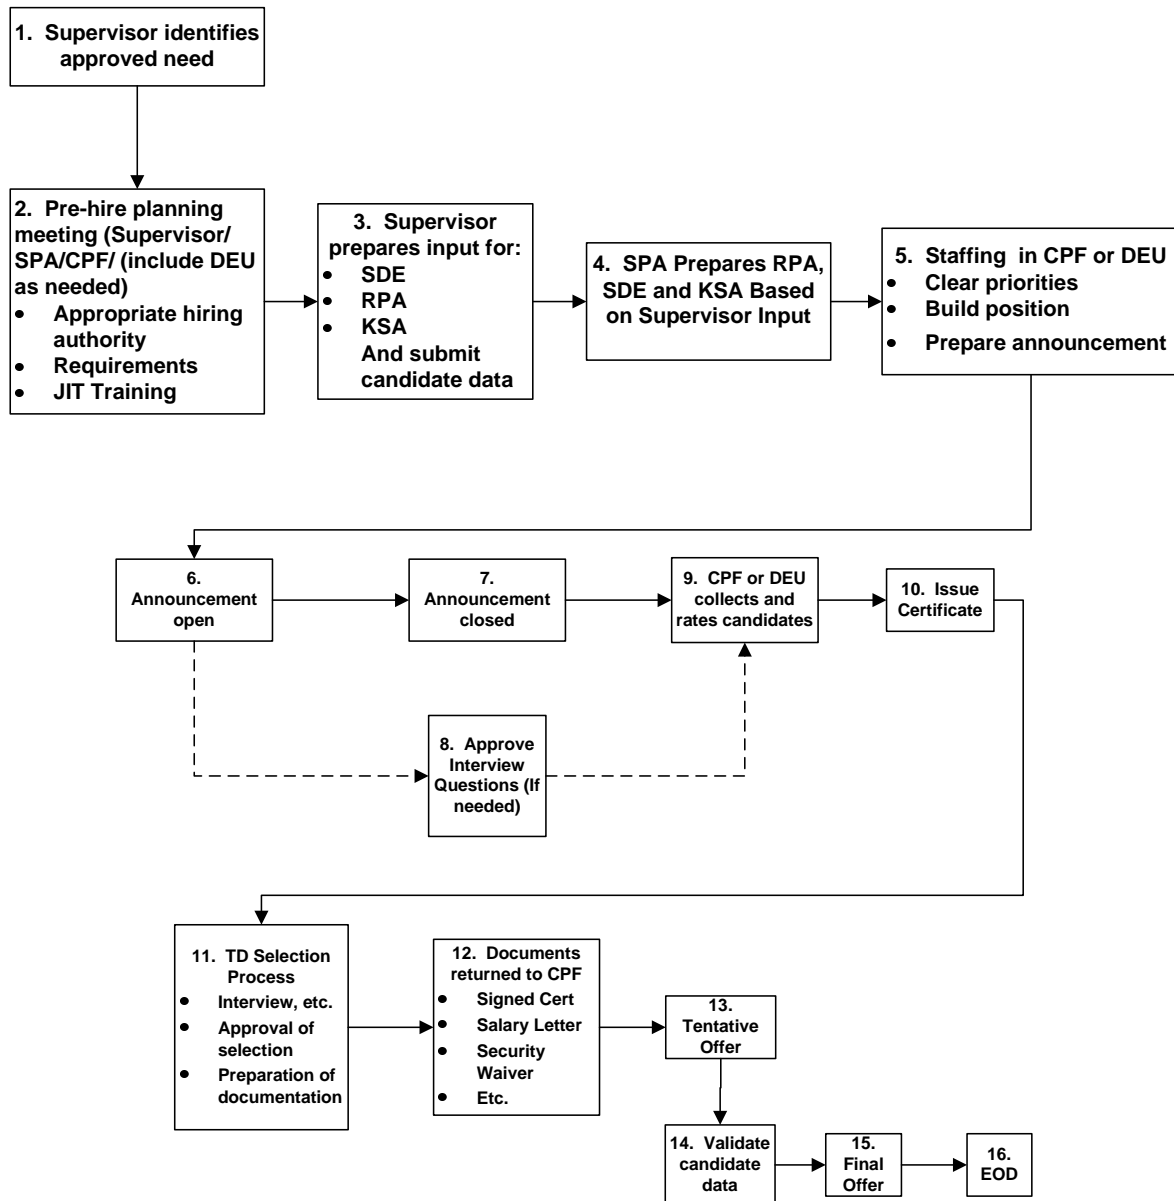 1. Supervisor identifies
approved need
2. Pre-hire planning
meeting (Supervisor/
SPA/CPF/ (include DEU
as needed)
• Appropriate hiring
authority
• Requirements
• JIT Training
3. Supervisor
prepares input for:
• SDE
• RPA
• KSA
And submit
candidate data
4. SPA Prepares RPA,
SDE and KSA Based
on Supervisor Input
5. Staffing in CPF or DEU
• Clear priorities
• Build position
• Prepare announcement
6.
Announcement
open
7.
Announcement
closed
9. CPF or DEU
collects and
rates candidates
10. Issue
Certificate
8. Approve
Interview
Questions (If
needed)
11. TD Selection
Process
• Interview, etc.
• Approval of
selection
• Preparation of
documentation
12. Documents
returned to CPF
• Signed Cert
• Salary Letter
• Security
Waiver
• Etc.
13.
Tentative
Offer
14. Validate
candidate
data
15.
Final
Offer
16.
EOD